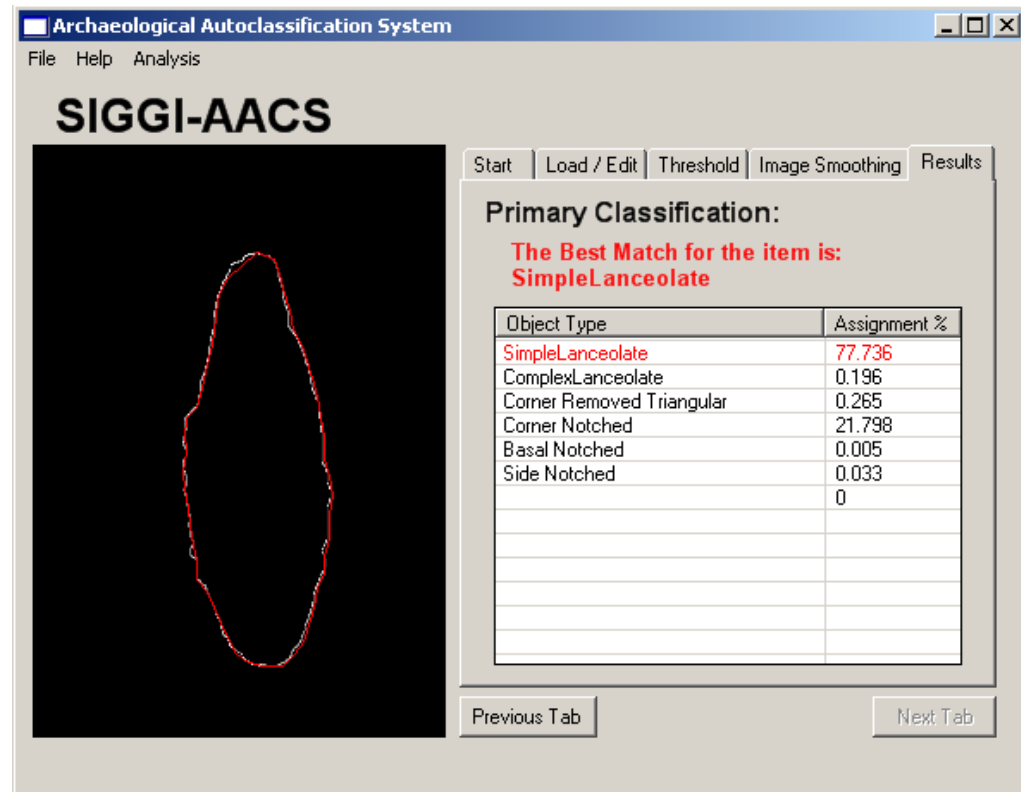 Archaeological Autoclassification System
File Help Analysis
SIGGI-AACS
Start Load / Edit Threshold Image Smoothing Results
Primary Classification:
The Best Match for the item is:
SimpleLanceolate
Object Type Assignment %
SimpleLanceolate 77.736
ComplexLanceolate 0.196
Corner Removed Triangular 0.265
Corner Notched 21.798
Basal Notched 0.005
Side Notched 0.033
0
Previous Tab Next Tab